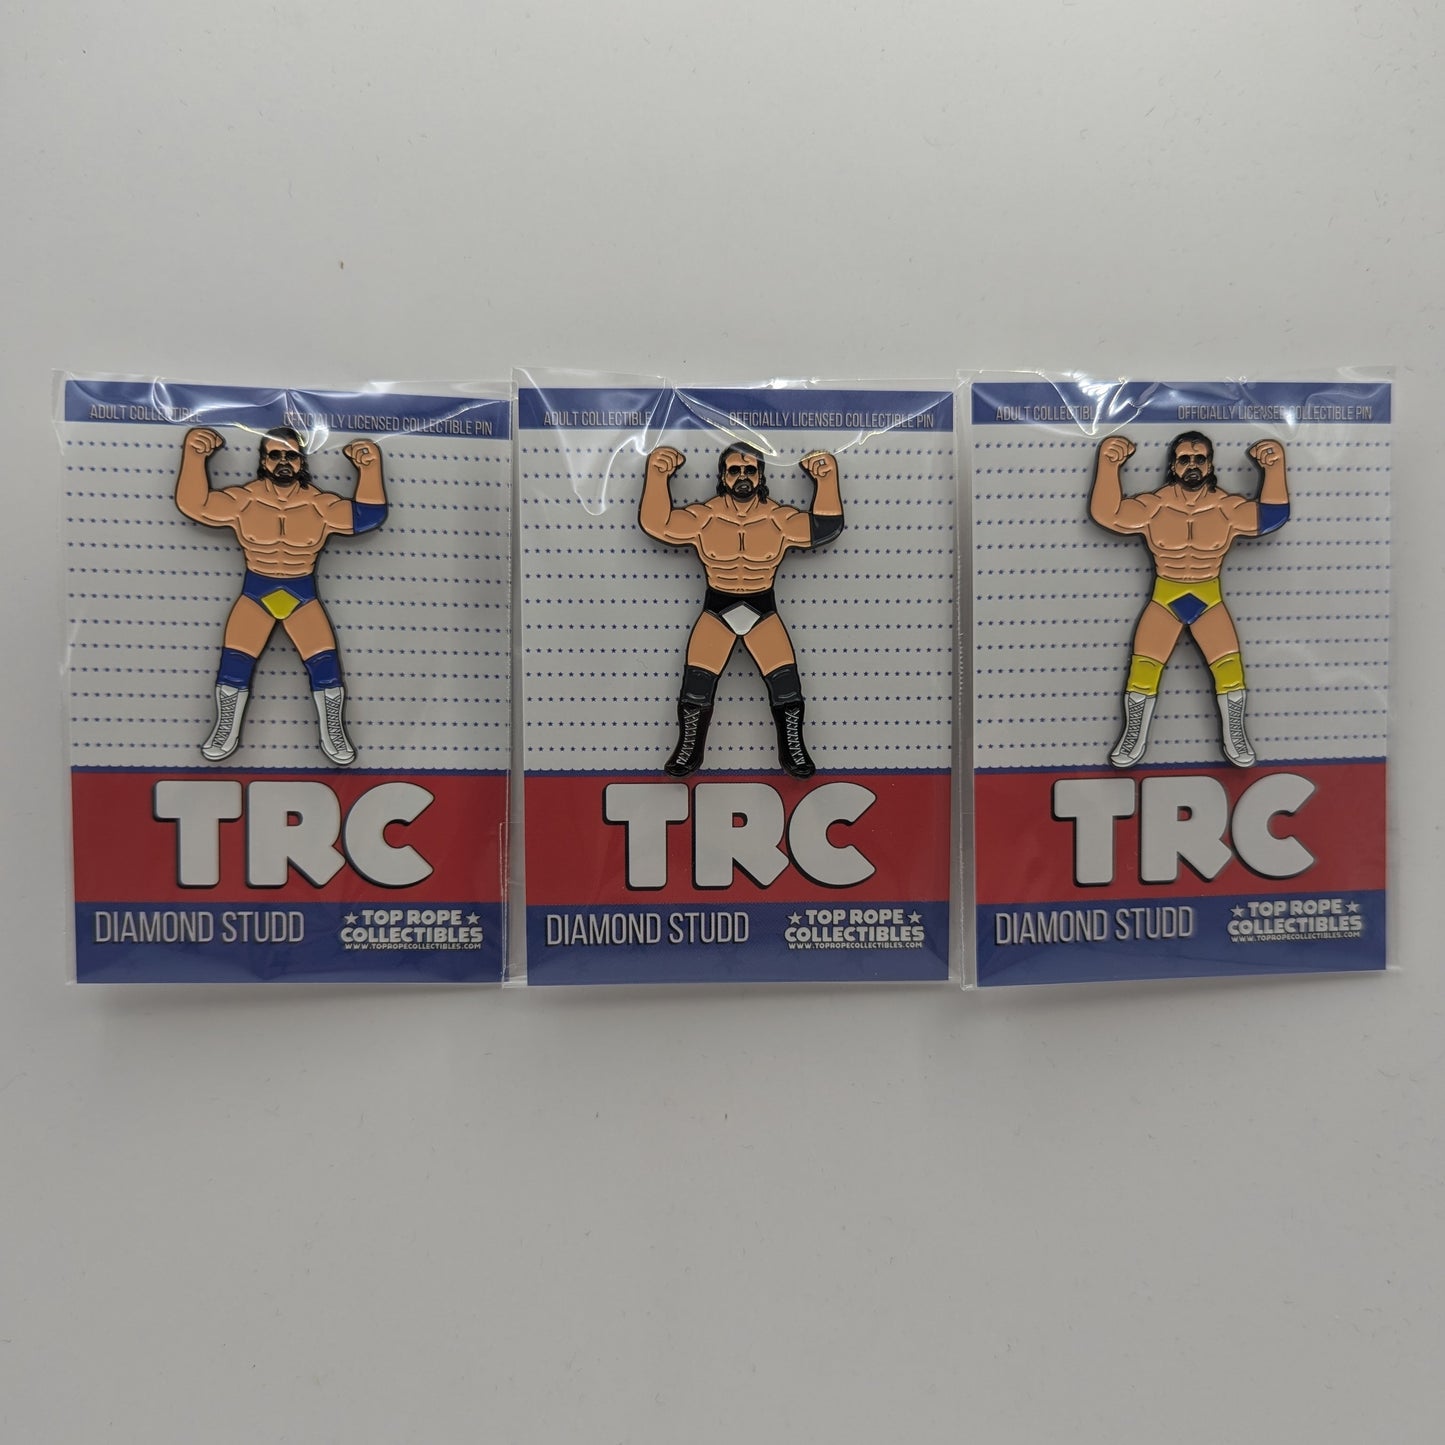 ADULT COLLECTIBLE
OFFICIALLY LICENSED COLLECTIBLE PIN
TRC
DIAMOND STUDD
TOP ROPE
COLLECTIBLES
WWW.TOPROPECOLLECTIBLES.COM
ADULT COLLECTIBLE
OFFICIALLY LICENSED COLLECTIBLE PIN
TRC
DIAMOND STUDD
TOP ROPE
COLLECTIBLES
WWW.TOPROPECOLLECTIBLES.COM
ADULT COLLECTIBLE
OFFICIALLY LICENSED COLLECTIBLE PIN
TRC
DIAMOND STUDD
TOP ROPE
COLLECTIBLES
WWW.TOPROPECOLLECTIBLES.COM